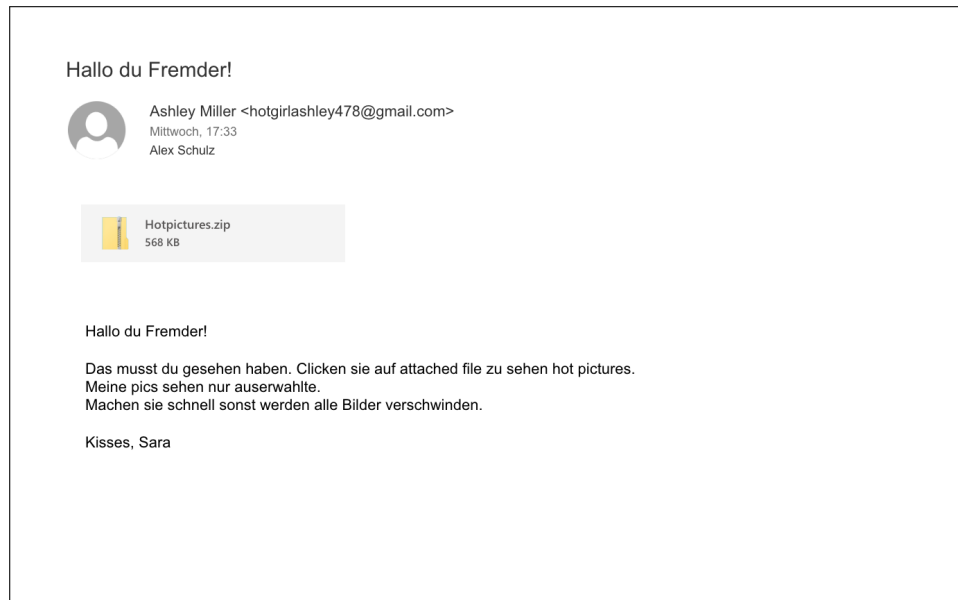 Hallo du Fremder!
Ashley Miller <hotgirlashley478@gmail.com>
Mittwoch, 17:33
Alex Schulz
Hotpictures.zip
568 KB
Hallo du Fremder!
Das musst du gesehen haben. Clicken sie auf attached file zu sehen hot pictures.
Meine pics sehen nur auserwahlte.
Machen sie schnell sonst werden alle Bilder verschwinden.
Kisses, Sara